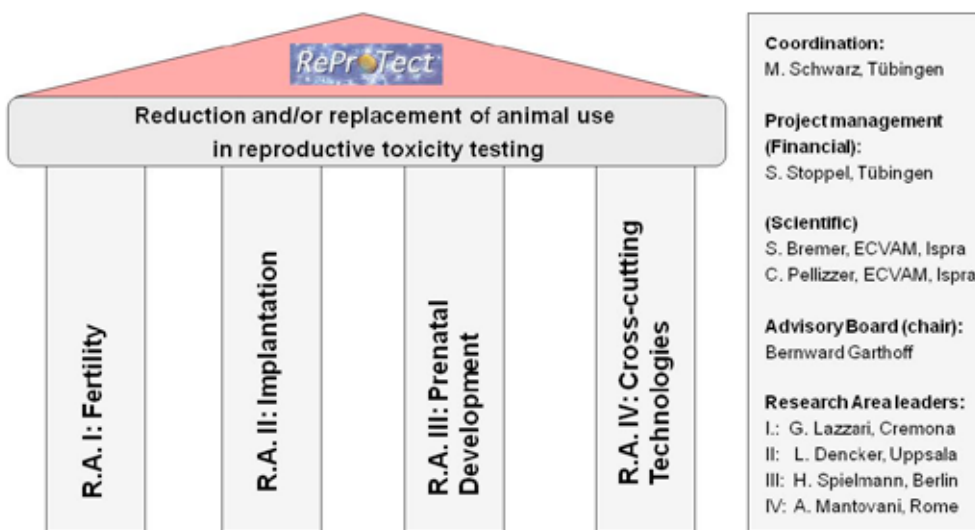 ReProTect
Reduction and/or replacement of animal use
in reproductive toxicity testing
R.A. I: Fertility
R.A. II: Implantation
R.A. III: Prenatal
Development
R.A. IV: Cross-cutting
Technologies
Coordination:
M. Schwarz, Tübingen
Project management
(Financial):
S. Stoppel, Tübingen
(Scientific)
S. Bremer, ECVAM, Ispra
C. Pellizzer, ECVAM, Ispra
Advisory Board (chair):
Bernward Garthoff
Research Area leaders:
I.: G. Lazzari, Cremona
II: L. Dencker, Uppsala
III: H. Spielmann, Berlin
IV: A. Mantovani, Rome